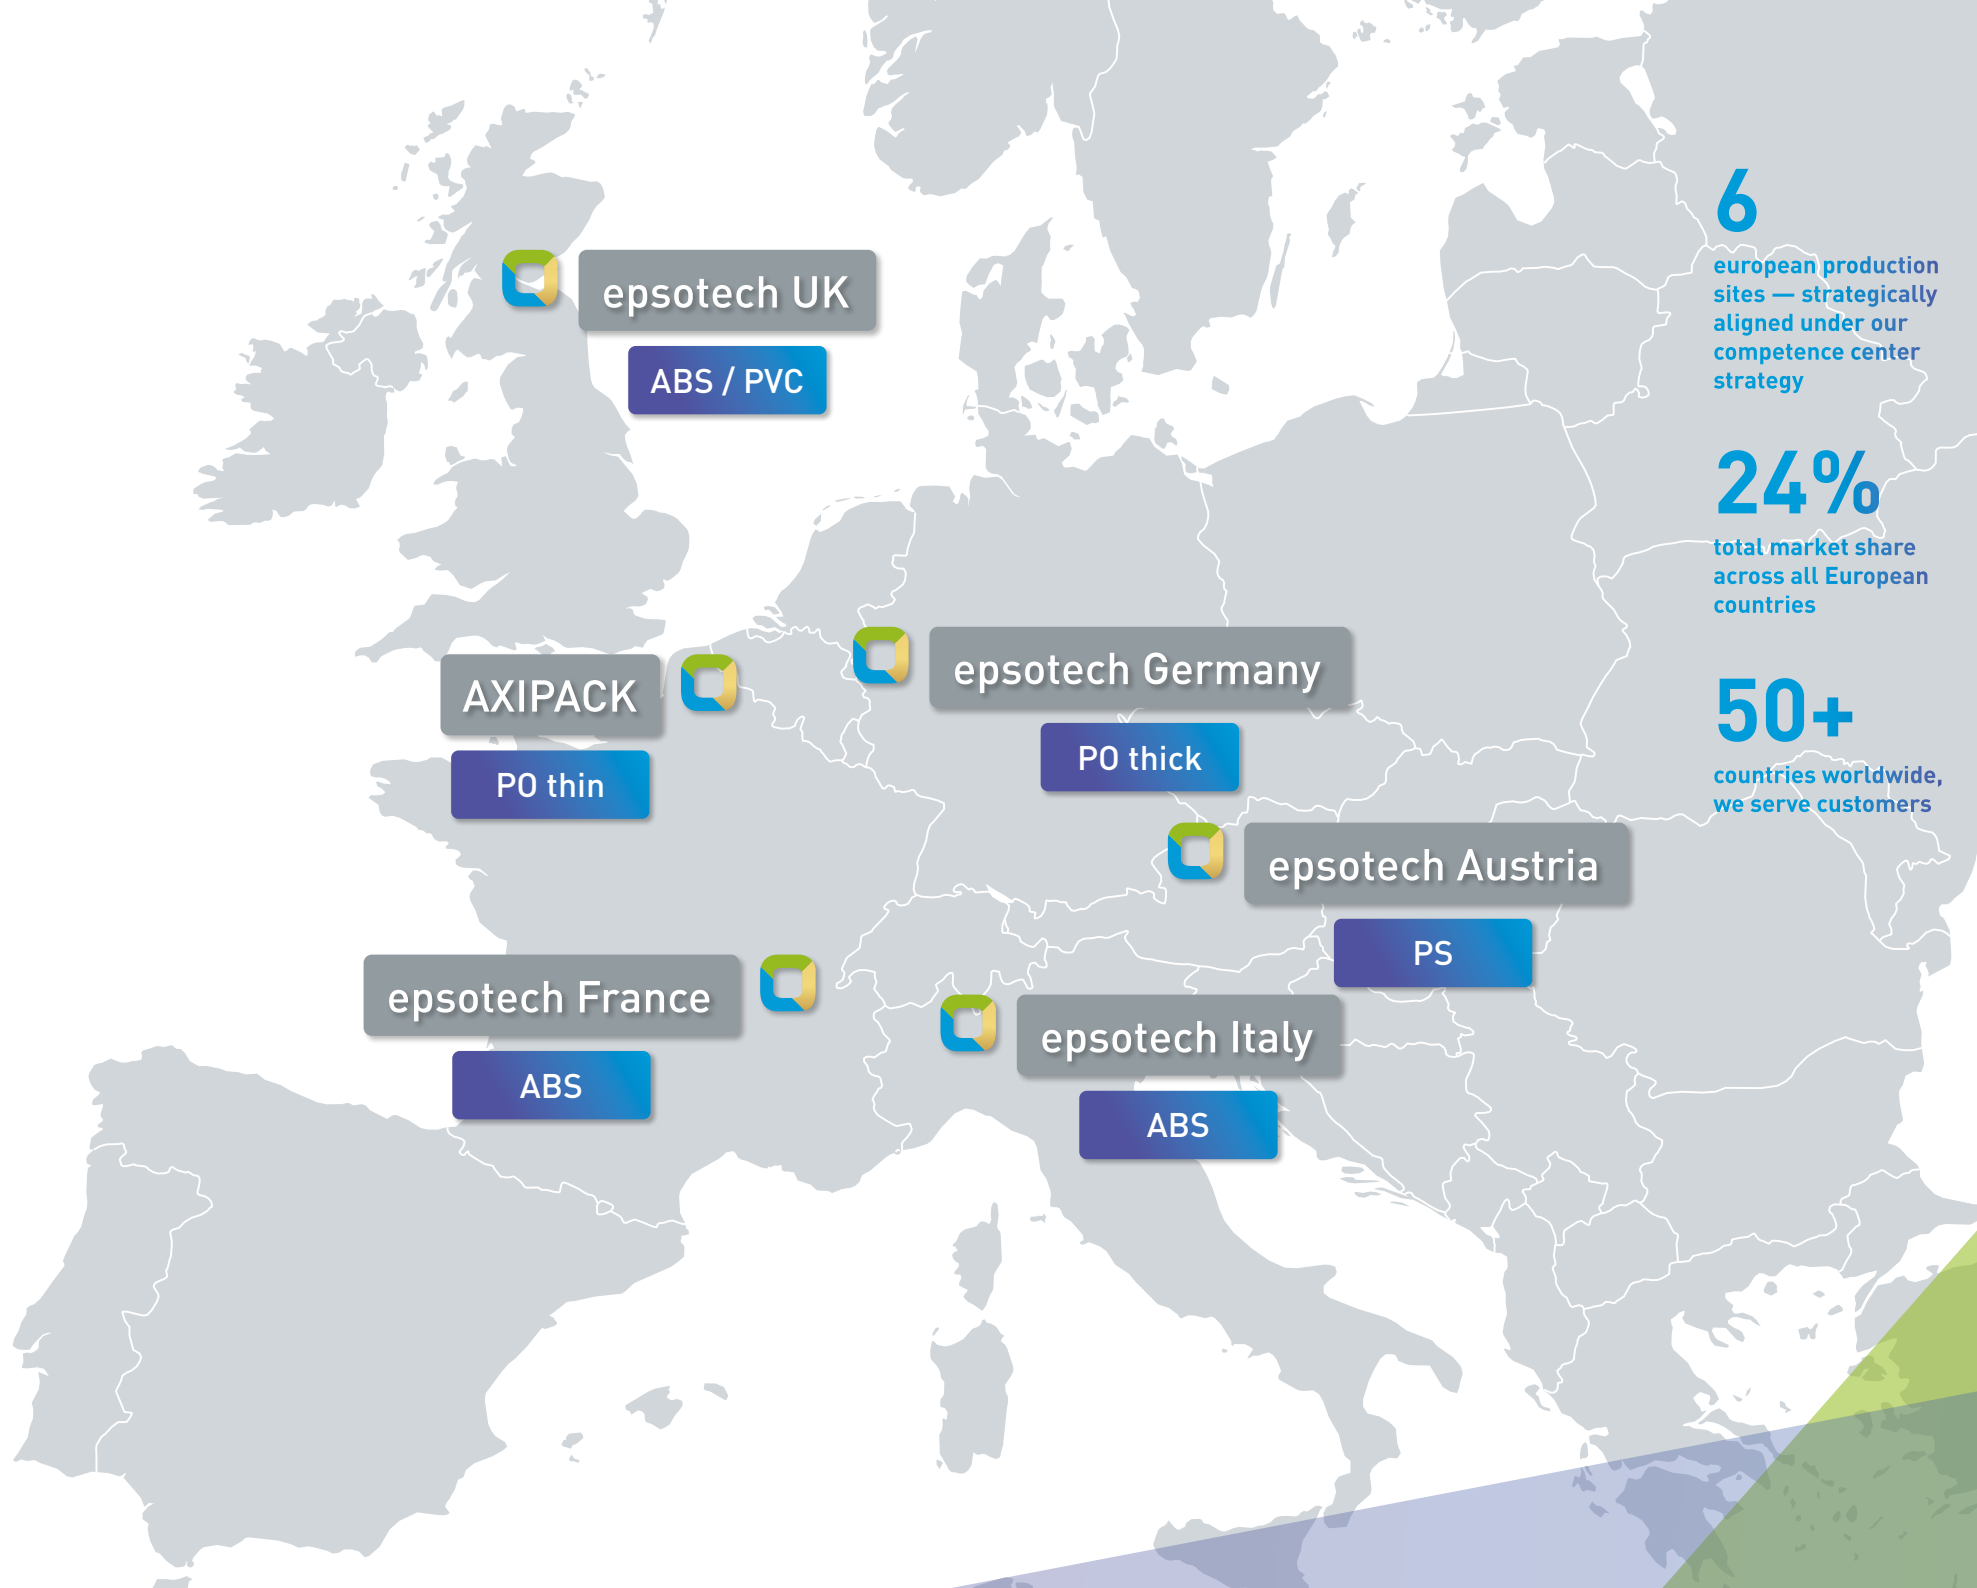 epsotech UK
ABS / PVC
AXIPACK
PO thin
epsotech Germany
PO thick
epsotech Austria
PS
epsotech France
ABS
epsotech Italy
ABS
6
european production
sites — strategically
aligned under our
competence center
strategy
24%
total market share
across all European
countries
50+
countries worldwide,
we serve customers